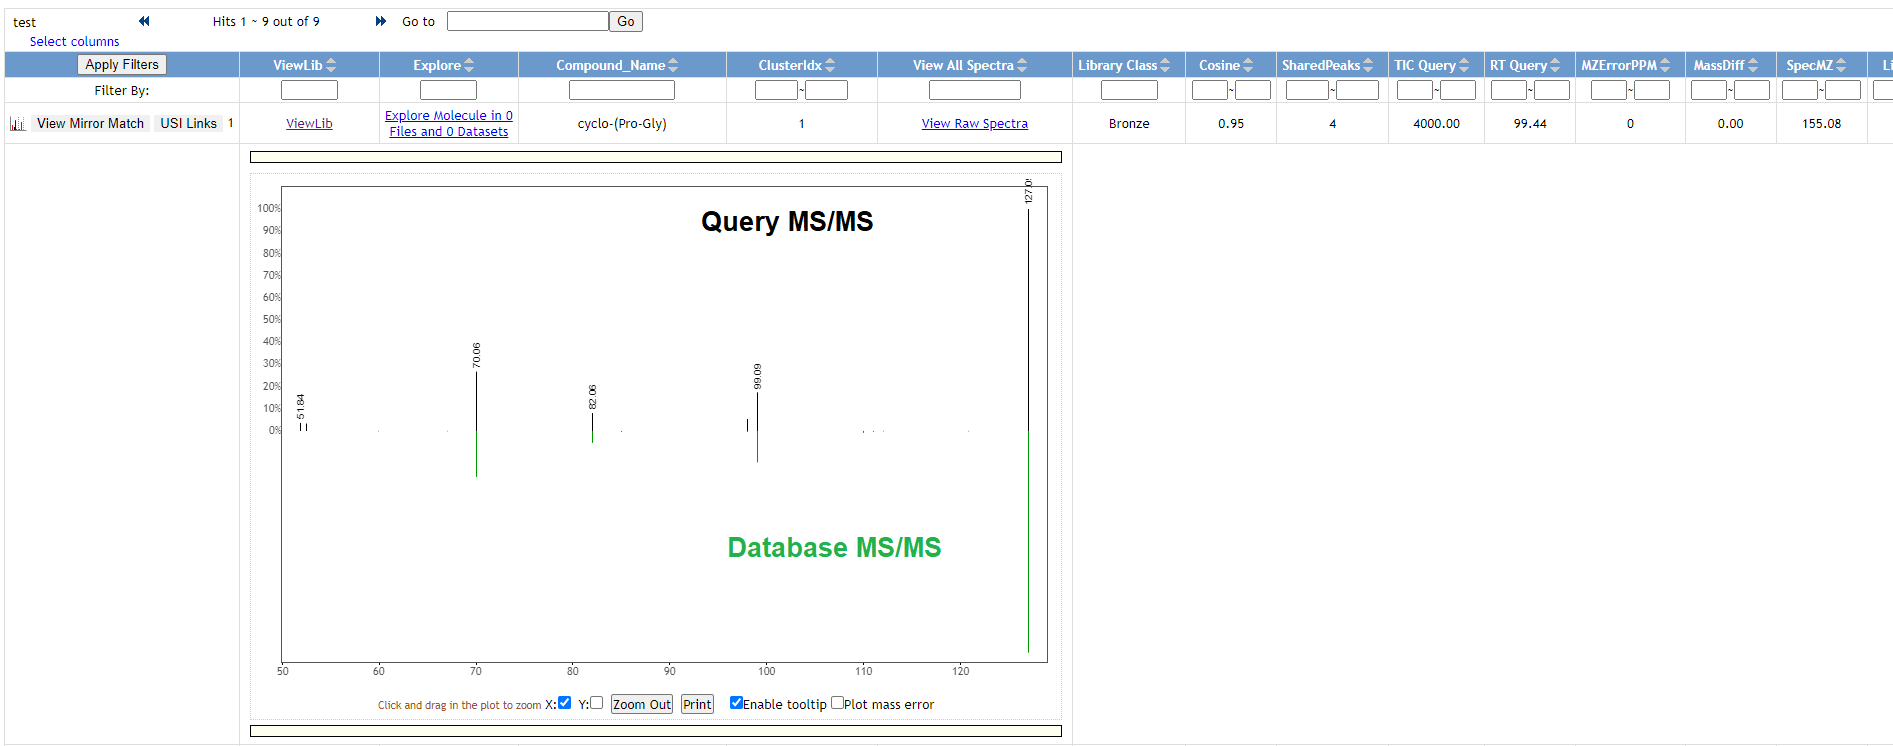 test Hits 1 ~ 9 out of 9 Go to Go
Select columns
Apply Filters ViewLib Explore Compound_Name ClusterIdx View All Spectra Library Class Cosine SharedPeaks TIC Query RT Query MZErrorPPM MassDiff SpecMZ Li
Filter By: ~ ~ ~ ~ ~ ~ ~ ~
View Mirror Match USI Links 1 ViewLib Explore Molecule in 0 Files and 0 Datasets cyclo-(Pro-Gly) 1 View Raw Spectra Bronze 0.95 4 4000.00 99.44 0 0.00 155.08
Query MS/MS
100%
90%
80%
70%
60%
50%
40%
30%
20%
10%
0%
51.84
70.06
82.06
99.09
Database MS/MS
50 60 70 80 90 100 110 120
Click and drag in the plot to zoom X: Y: Zoom Out Print Enable tooltip Plot mass error